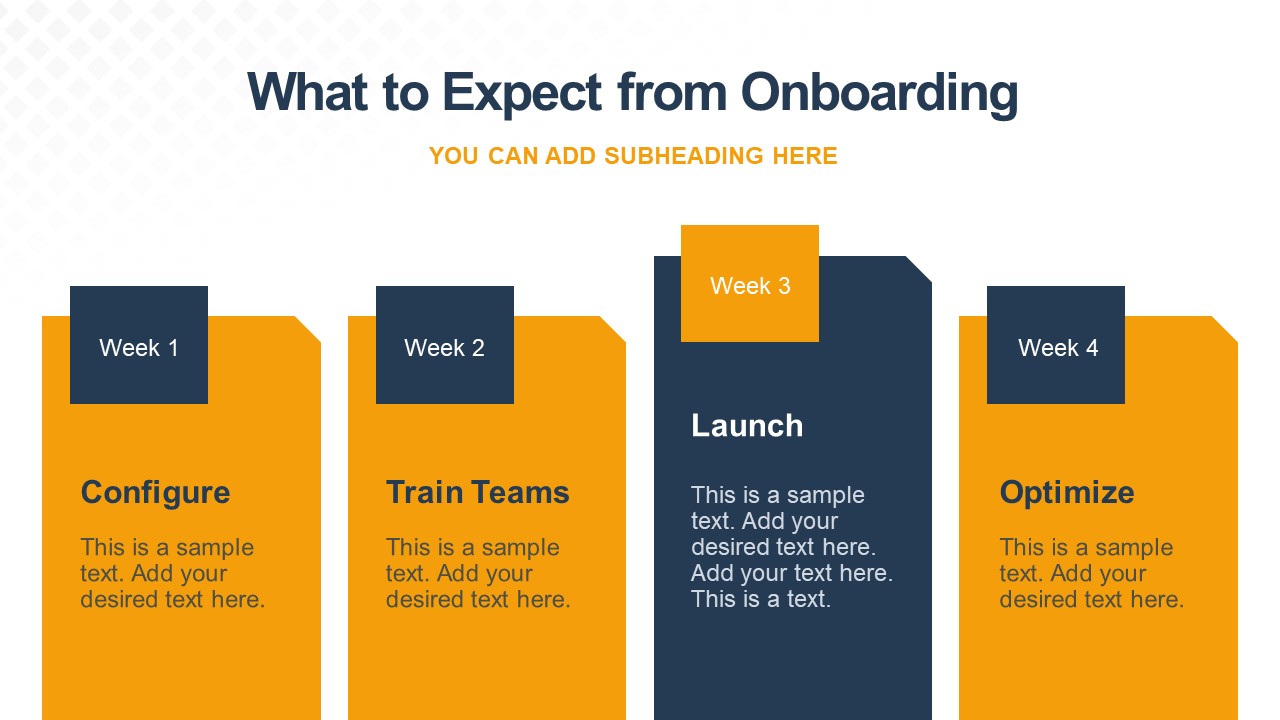 What to Expect from Onboarding
YOU CAN ADD SUBHEADING HERE
Week 1
Configure
This is a sample
text. Add your
desired text here.
Week 2
Train Teams
This is a sample
text. Add your
desired text here.
Week 3
Launch
This is a sample
text. Add your
desired text here.
Add your text here.
This is a text.
Week 4
Optimize
This is a sample
text. Add your
desired text here.